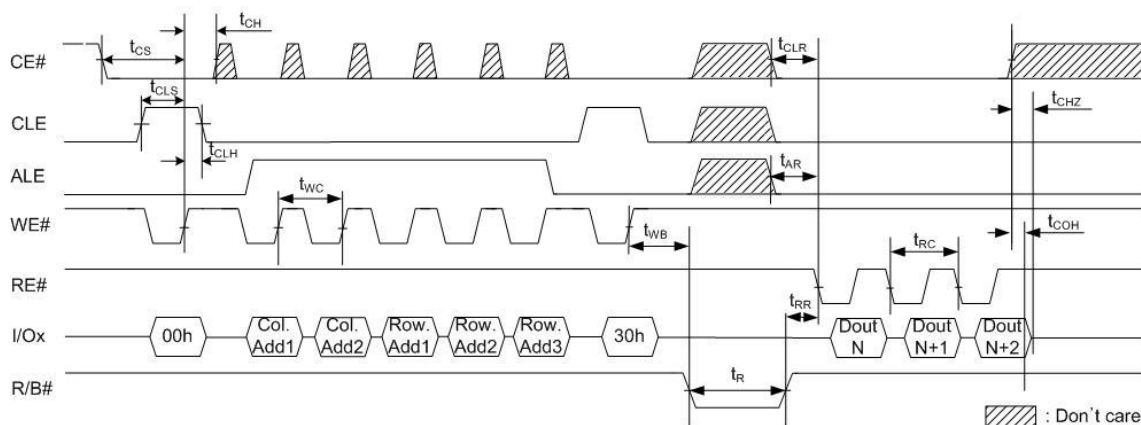 tCH
tCS
CE#
tCLR
tCLS
tCHZ
CLE
tCLH
ALE
tAR
tWC
WE#
tWB
tCOH
tRC
RE#
tRR
I/Ox
00h
Col. Add1
Col. Add2
Row. Add1
Row. Add2
Row. Add3
30h
Dout N
Dout N+1
Dout N+2
R/B#
tR
: Don`t care